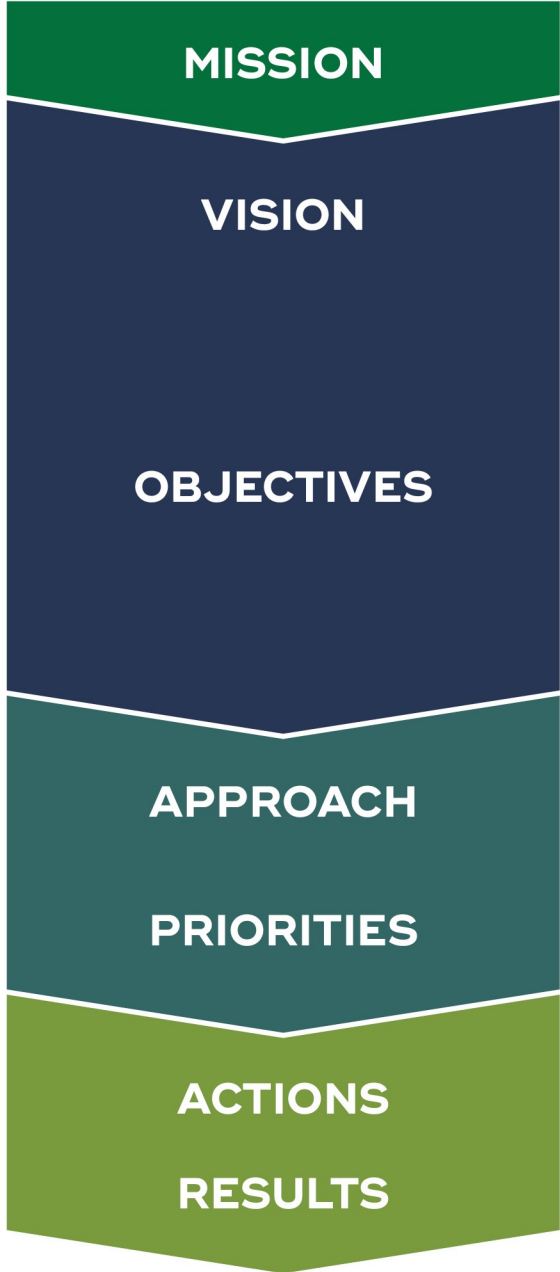 MISSION
VISION
OBJECTIVES
APPROACH
PRIORITIES
ACTIONS
RESULTS